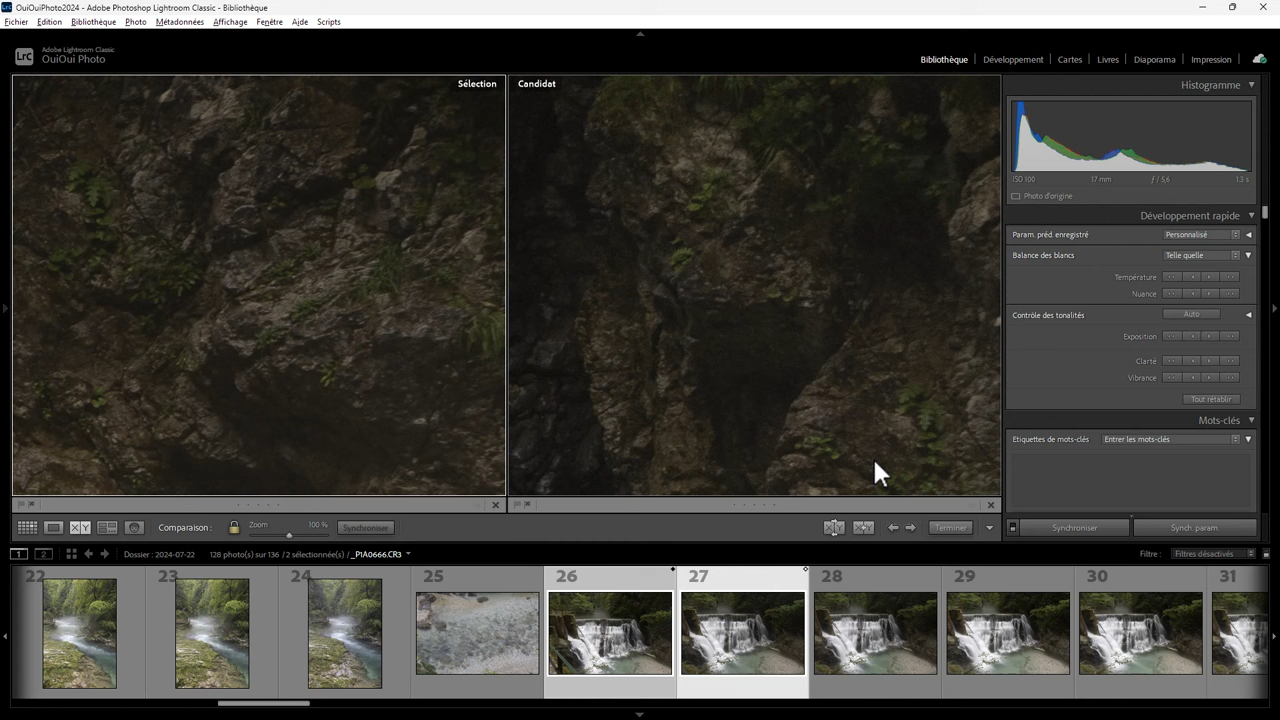 OuiOuiPhoto2024 - Adobe Photoshop Lightroom Classic - Bibliothèque
Fichier Edition Bibliothèque Photo Métadonnées Affichage Fenêtre Aide Scripts
Lrc Adobe Lightroom Classic
OuiOui Photo
Bibliothèque | Développement | Cartes | Livres | Diaporama | Impression |
Sélection
Candidat
Histogramme
ISO 100 17 mm ƒ / 5,6 1.3 s
Photo d'origine
Développement rapide
Param. préd. enregistré Personnalisé
Balance des blancs Telle quelle
Température
Nuance
Contrôle des tonalités Auto
Exposition
Clarté
Vibrance
Tout rétablir
Mots-clés
Etiquettes de mots-clés Entrer les mots-clés
Comparaison : Zoom 100 % Synchroniser
XY
Terminer
Synchroniser Synch. param.
1 2 Dossier : 2024-07-22 128 photo(s) sur 136 /2 sélectionnée(s) / _P1A0666.CR3
Filtre : Filtres désactivés
22 23 24 25 26 27 28 29 30 31